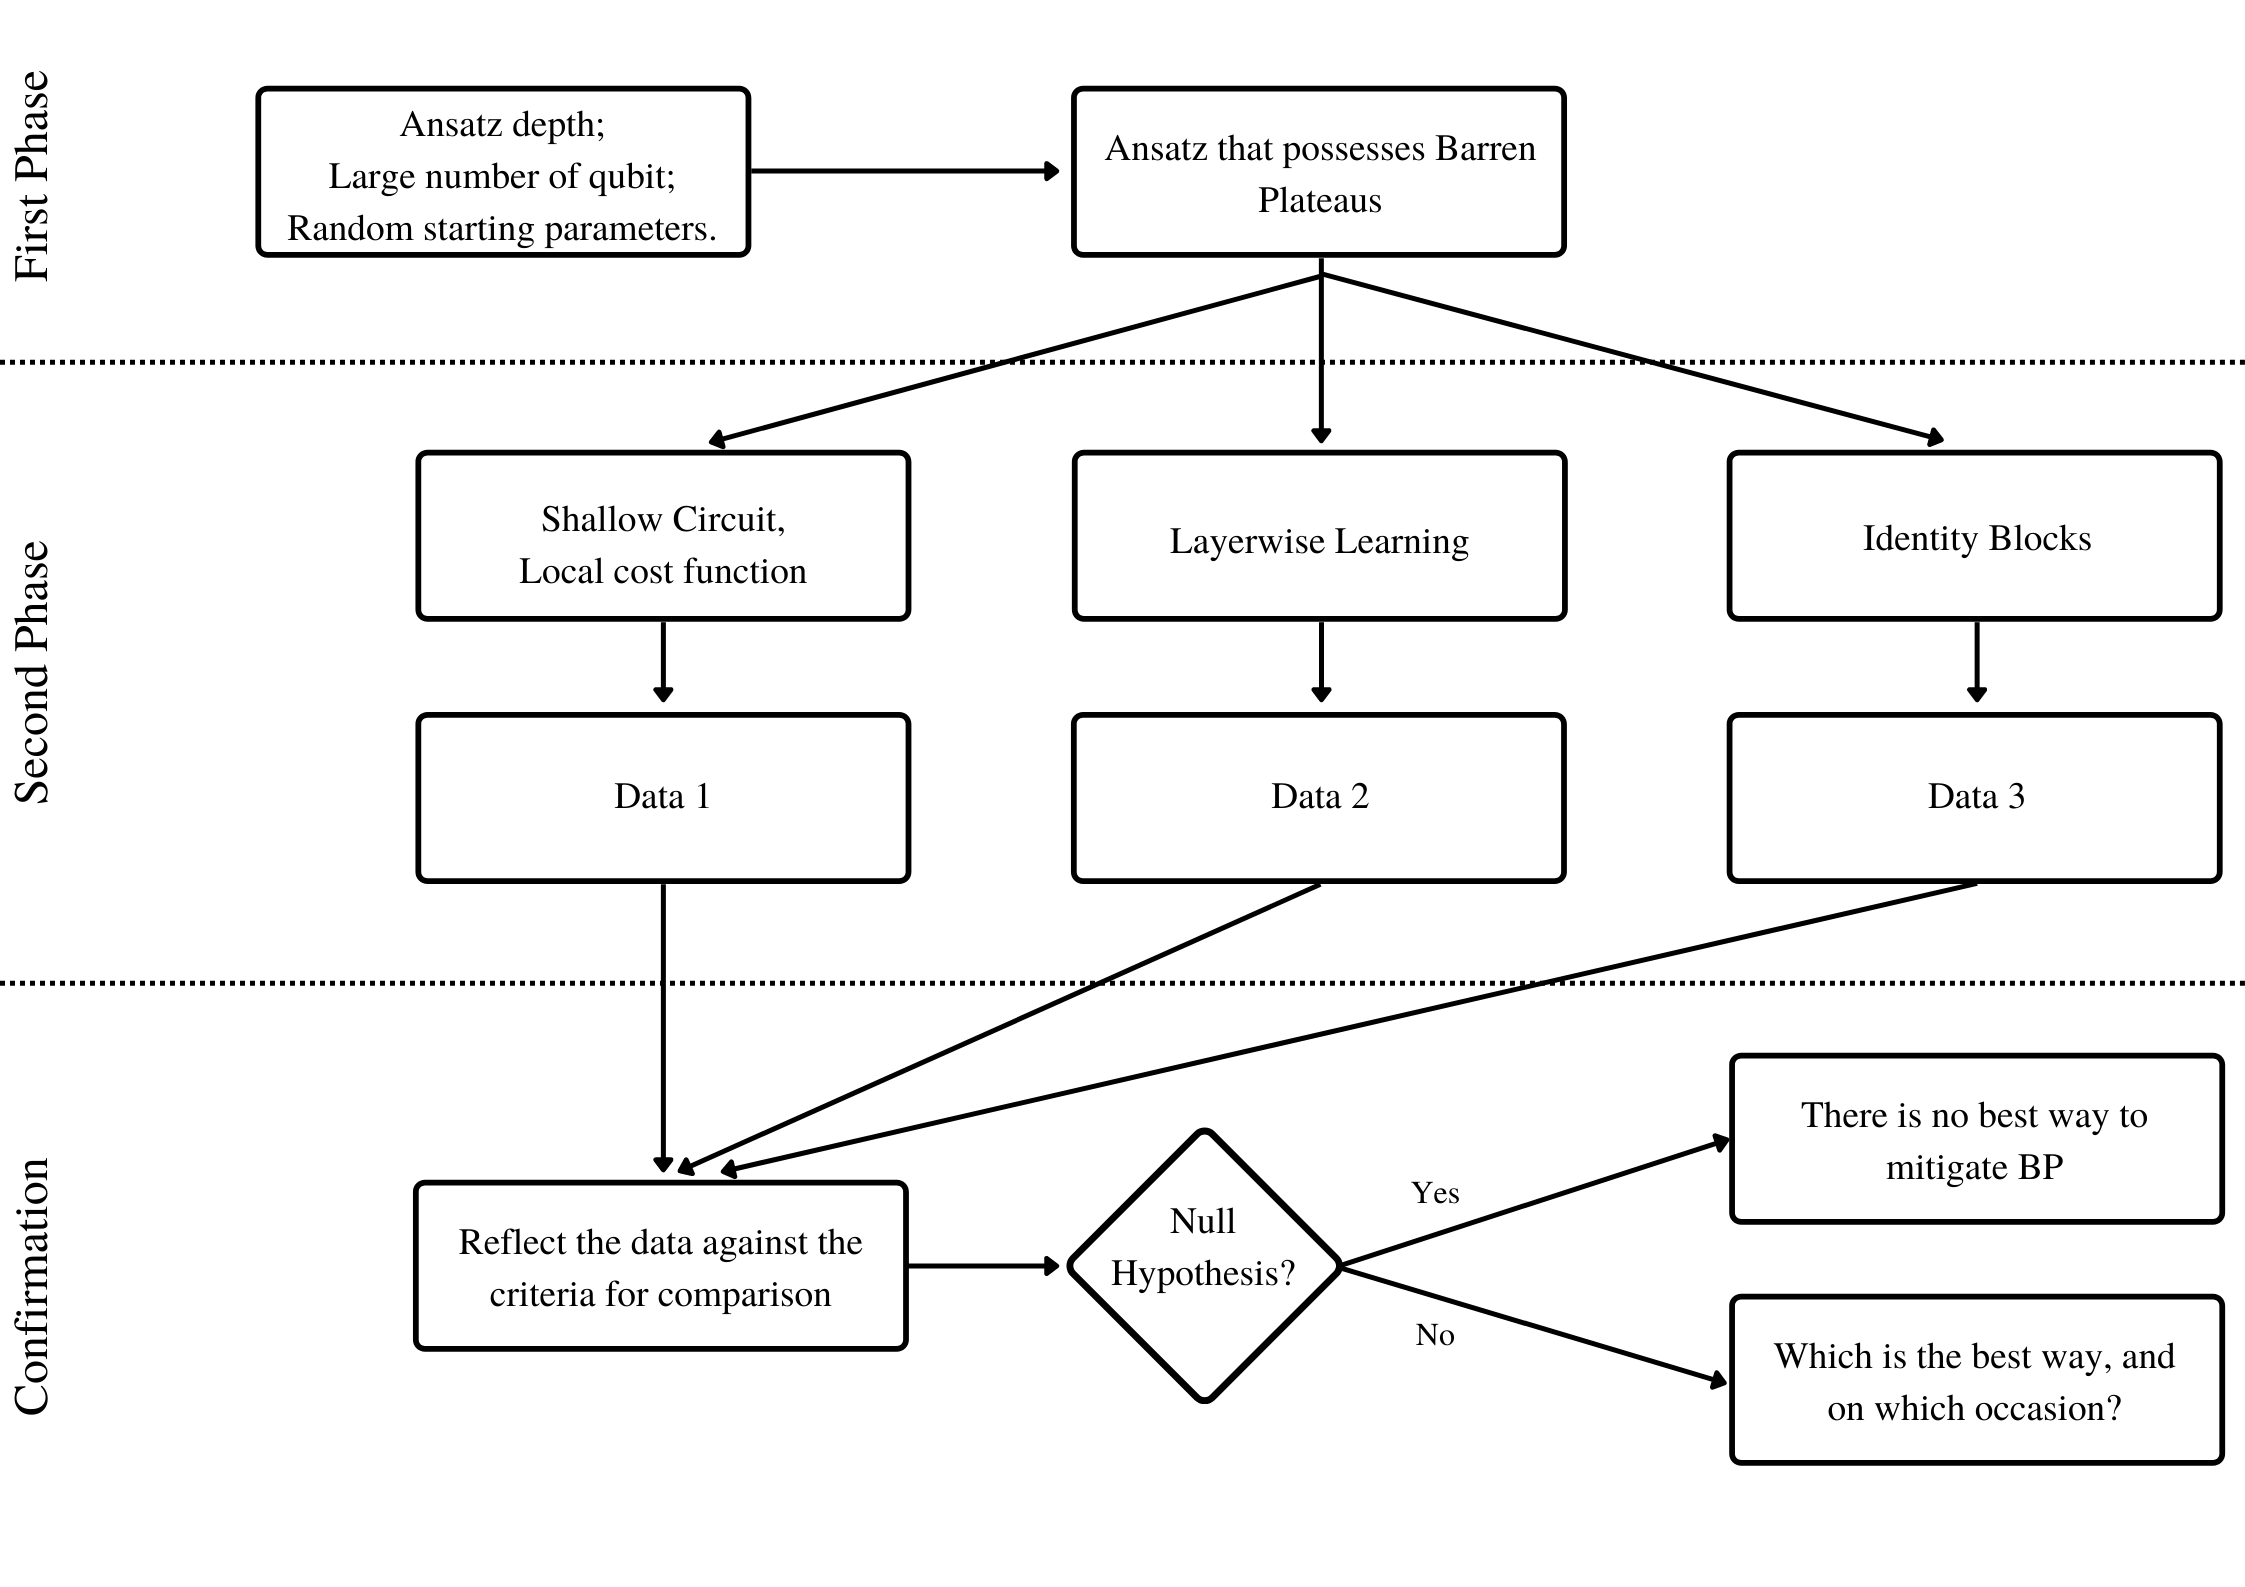 First Phase
Ansatz depth;
Large number of qubit;
Random starting parameters.
Ansatz that possesses Barren
Plateaus
Second Phase
Shallow Circuit,
Local cost function
Layerwise Learning
Identity Blocks
Data 1
Data 2
Data 3
Confirmation
Reflect the data against the
criteria for comparison
Null
Hypothesis?
Yes
No
There is no best way to
mitigate BP
Which is the best way, and
on which occasion?